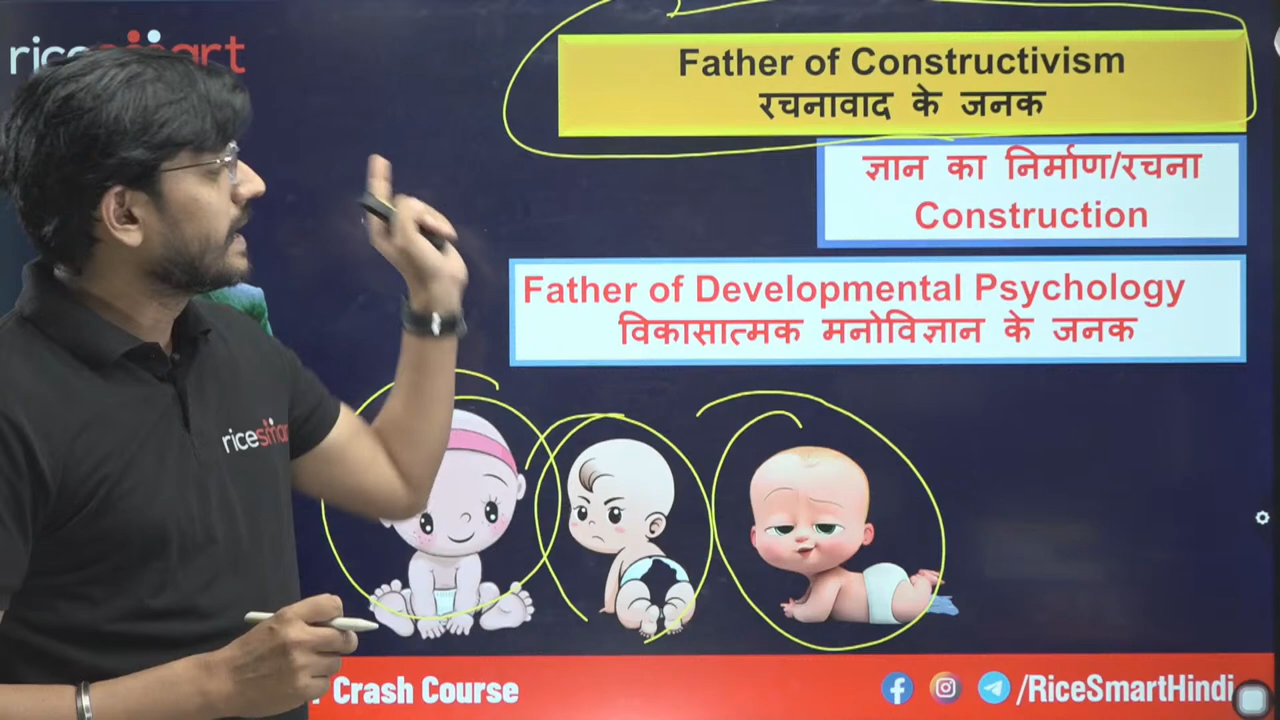 Father of Constructivism
रचनावाद के जनक
ज्ञान का निर्माण/रचना
Construction
Father of Developmental Psychology
विकासात्मक मनोविज्ञान के जनक
Crash Course
/RiceSmartHindi